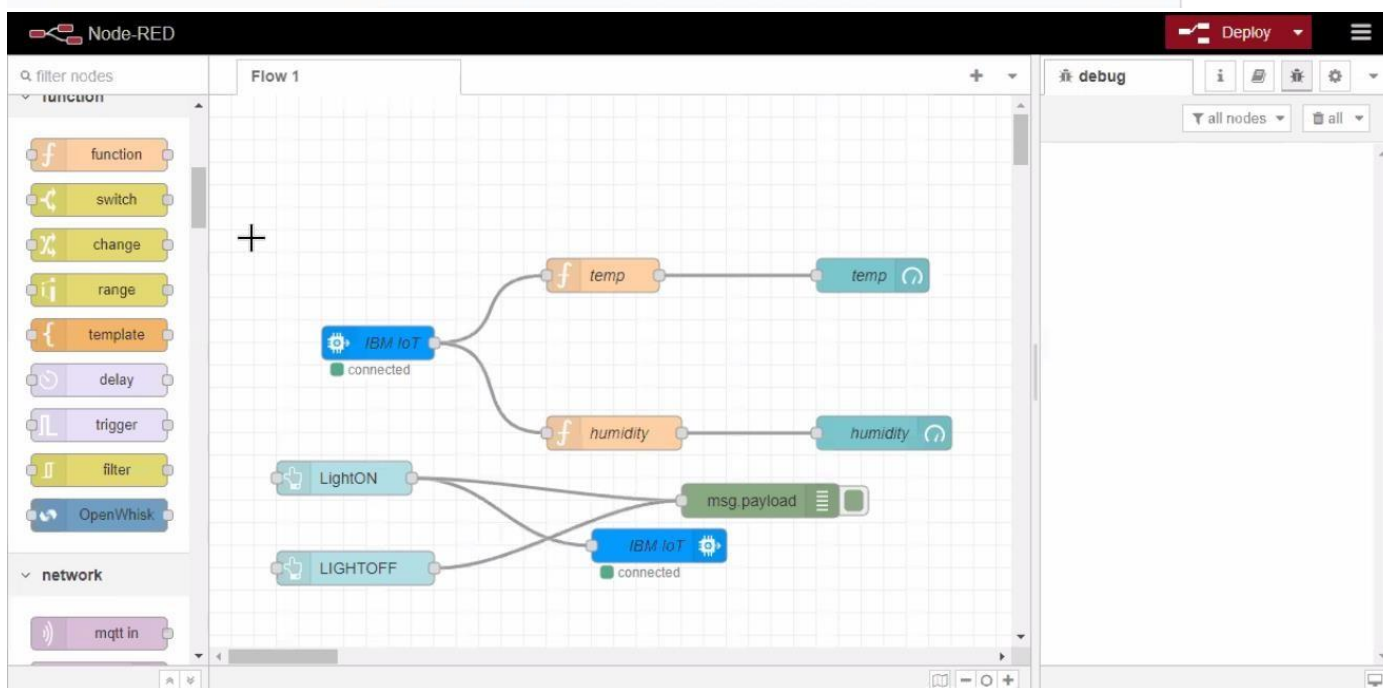 Node-RED
Deploy
filter nodes
function
function
switch
change
range
template
delay
trigger
filter
OpenWhisk
network
mqtt in
Flow 1
temp
temp
IBM IoT
connected
humidity
humidity
LightON
msg.payload
IBM IoT
LIGHTOFF
connected
debug
i
all nodes
all